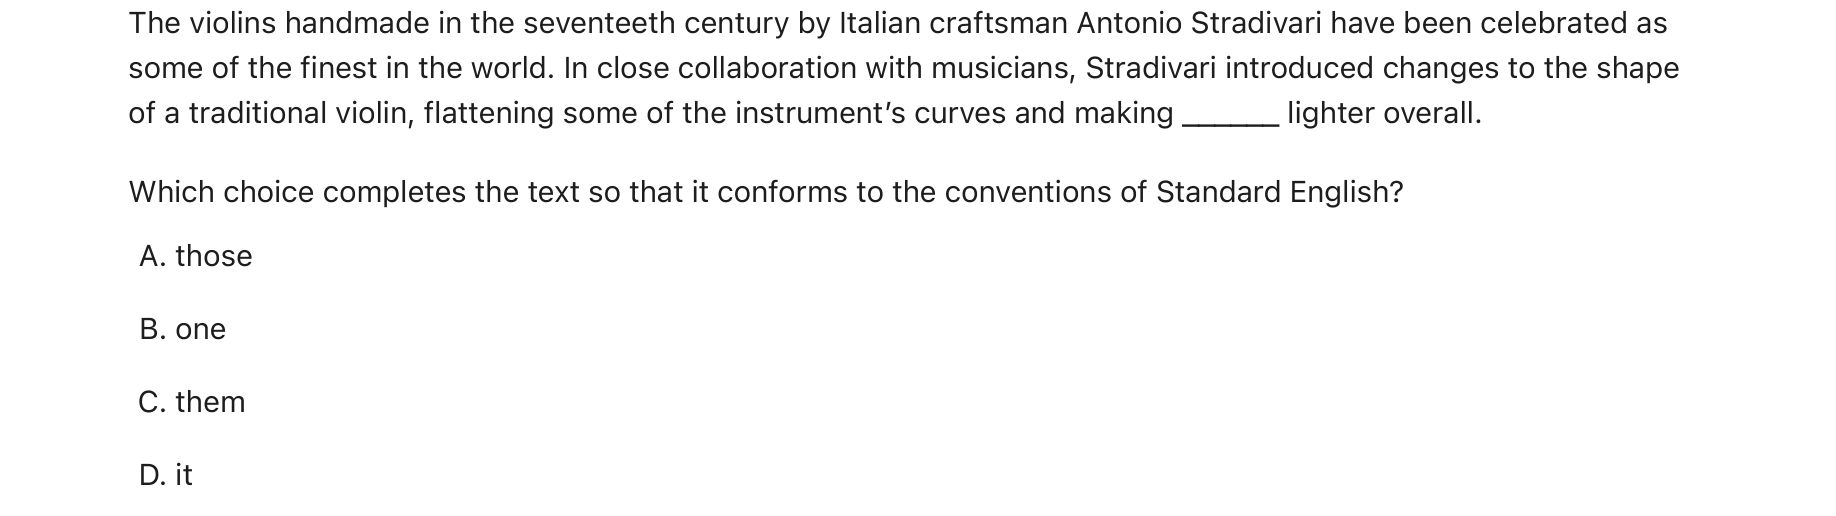 The violins handmade in the seventeeth century by Italian craftsman Antonio Stradivari have been celebrated as
some of the finest in the world. In close collaboration with musicians, Stradivari introduced changes to the shape
of a traditional violin, flattening some of the instrument’s curves and making ______ lighter overall.
Which choice completes the text so that it conforms to the conventions of Standard English?
A. those
B. one
C. them
D. it